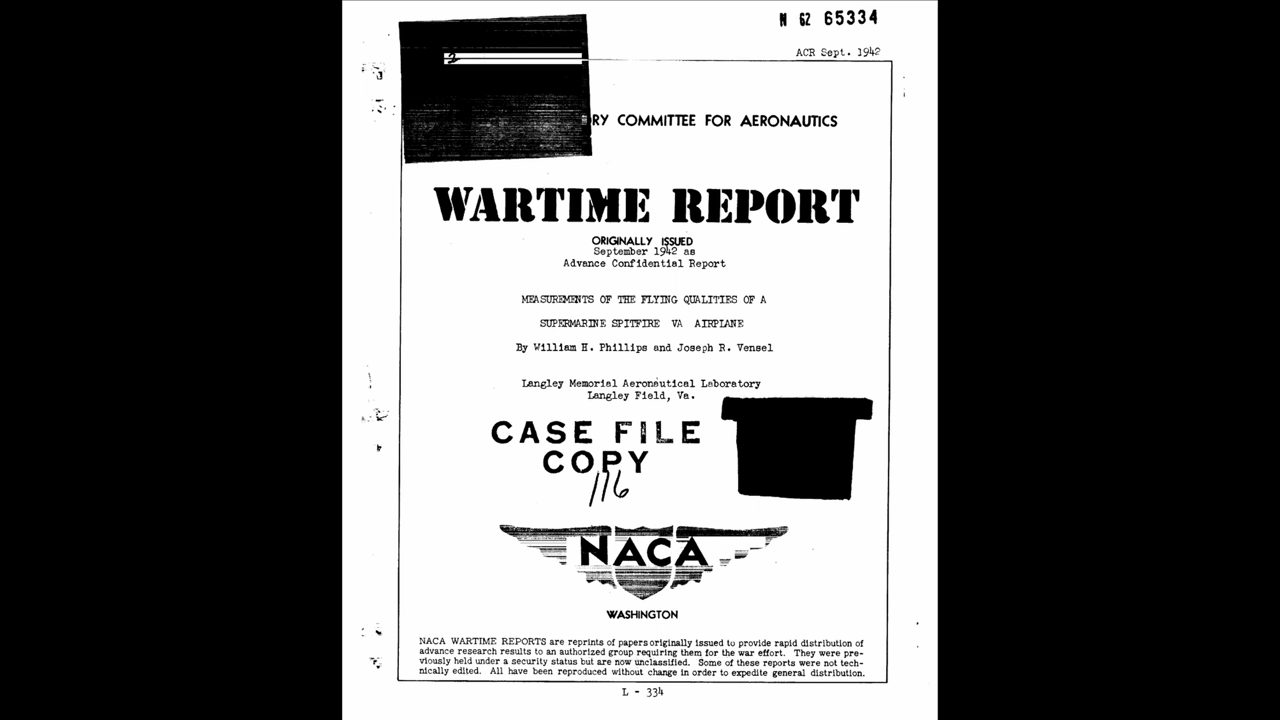 N 62 65334
ACR Sept. 1942
COMMITTEE FOR AERONAUTICS
WARTIME REPORT
ORIGINALLY ISSUED
September 1942 as
Advance Confidential Report
MEASUREMENTS OF THE FLYING QUALITIES OF A
SUPERMARINE SPITFIRE VA AIRPLANE
By William H. Phillips and Joseph R. Vensel
Langley Memorial Aeronautical Laboratory
Langley Field, Va.
CASE FILE
COPY
116
NACA
WASHINGTON
NACA WARTIME REPORTS are reprints of papers originally issued to provide rapid distribution of
advance research results to an authorized group requiring them for the war effort. They were pre-
viously held under a security status but are now unclassified. Some of these reports were not tech-
nically edited. All have been reproduced without change in order to expedite general distribution.
L - 334